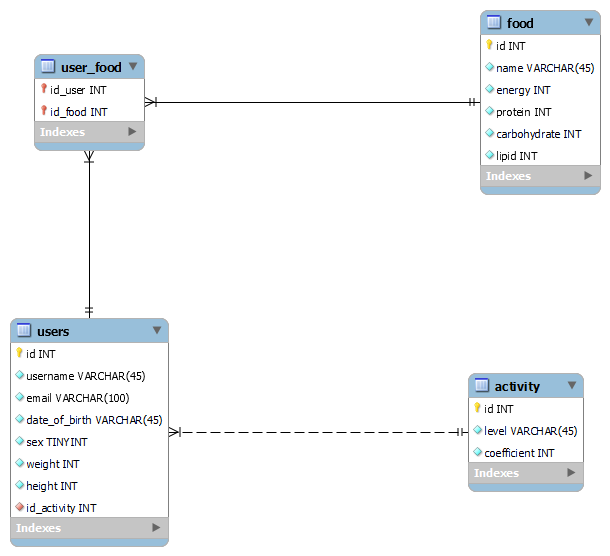 food
id INT
name VARCHAR(45)
energy INT
protein INT
carbohydrate INT
lipid INT
Indexes
user_food
id_user INT
id_food INT
Indexes
users
id INT
username VARCHAR(45)
email VARCHAR(100)
date_of_birth VARCHAR(45)
sex TINYINT
weight INT
height INT
id_activity INT
Indexes
activity
id INT
level VARCHAR(45)
coefficient INT
Indexes